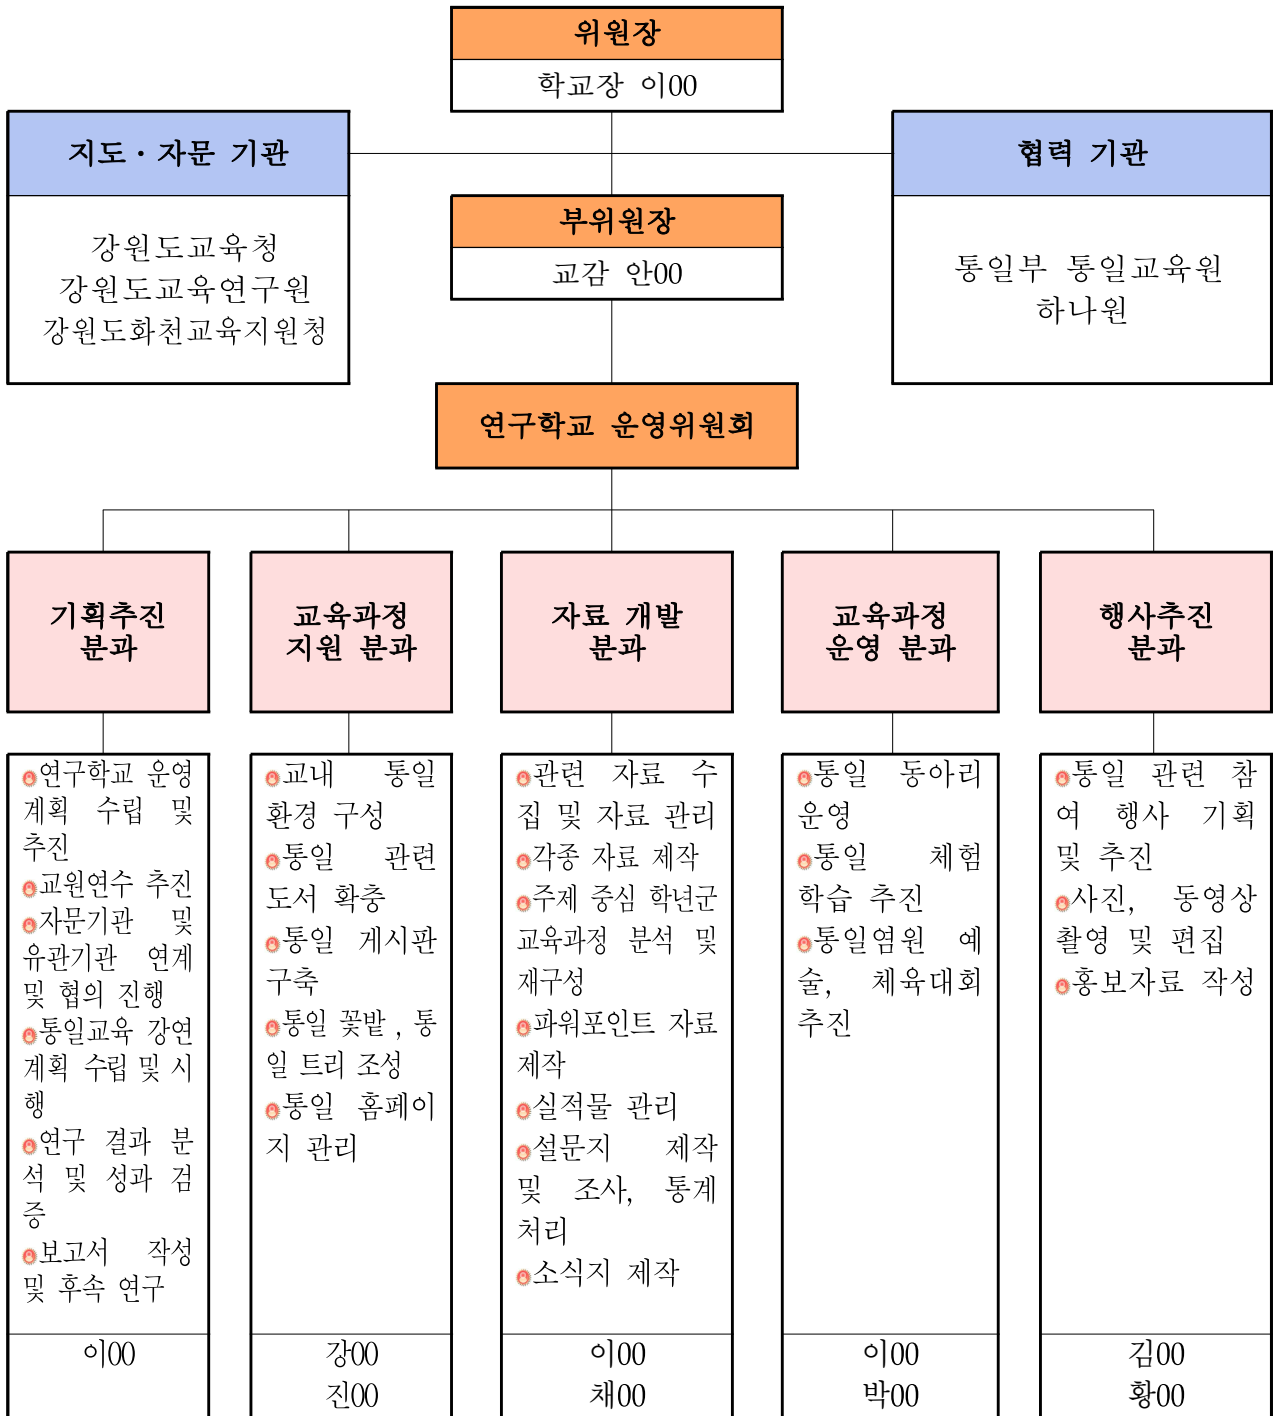 위원장
학교장 이00
지도·자문 기관
강원도교육청
강원도교육연구원
강원도화천교육지원청
협력 기관
통일부 통일교육원
하나원
부위원장
교감 안00
연구학교 운영위원회
기획추진
분과
연구학교 운영
계획 수립 및
추진
교원연수 추진
자문기관 및
유관기관 연계
및 협의 진행
통일교육 강연
계획 수립 및 시
행
연구 결과 분
석 및 성과 검
증
보고서 작성
및 후속 연구
이00
교육과정
지원 분과
교내 통일
환경 구성
통일 관련
도서 확충
통일 게시판
구축
통일 꽃밭 , 통
일 트리 조성
통일 홈페이
지 관리
강00
진00
자료 개발
분과
관련 자료 수
집 및 자료 관리
각종 자료 제작
주제 중심 학년군
교육과정 분석 및
재구성
파워포인트 자료
제작
실적물 관리
설문지 제작
및 조사, 통계
처리
소식지 제작
이00
채00
교육과정
운영 분과
통일 동아리
운영
통일 체험
학습 추진
통일염원 예
술, 체육대회
추진
이00
박00
행사추진
분과
통일 관련 참
여 행사 기획
및 추진
사진, 동영상
촬영 및 편집
홍보자료 작성
김00
황00